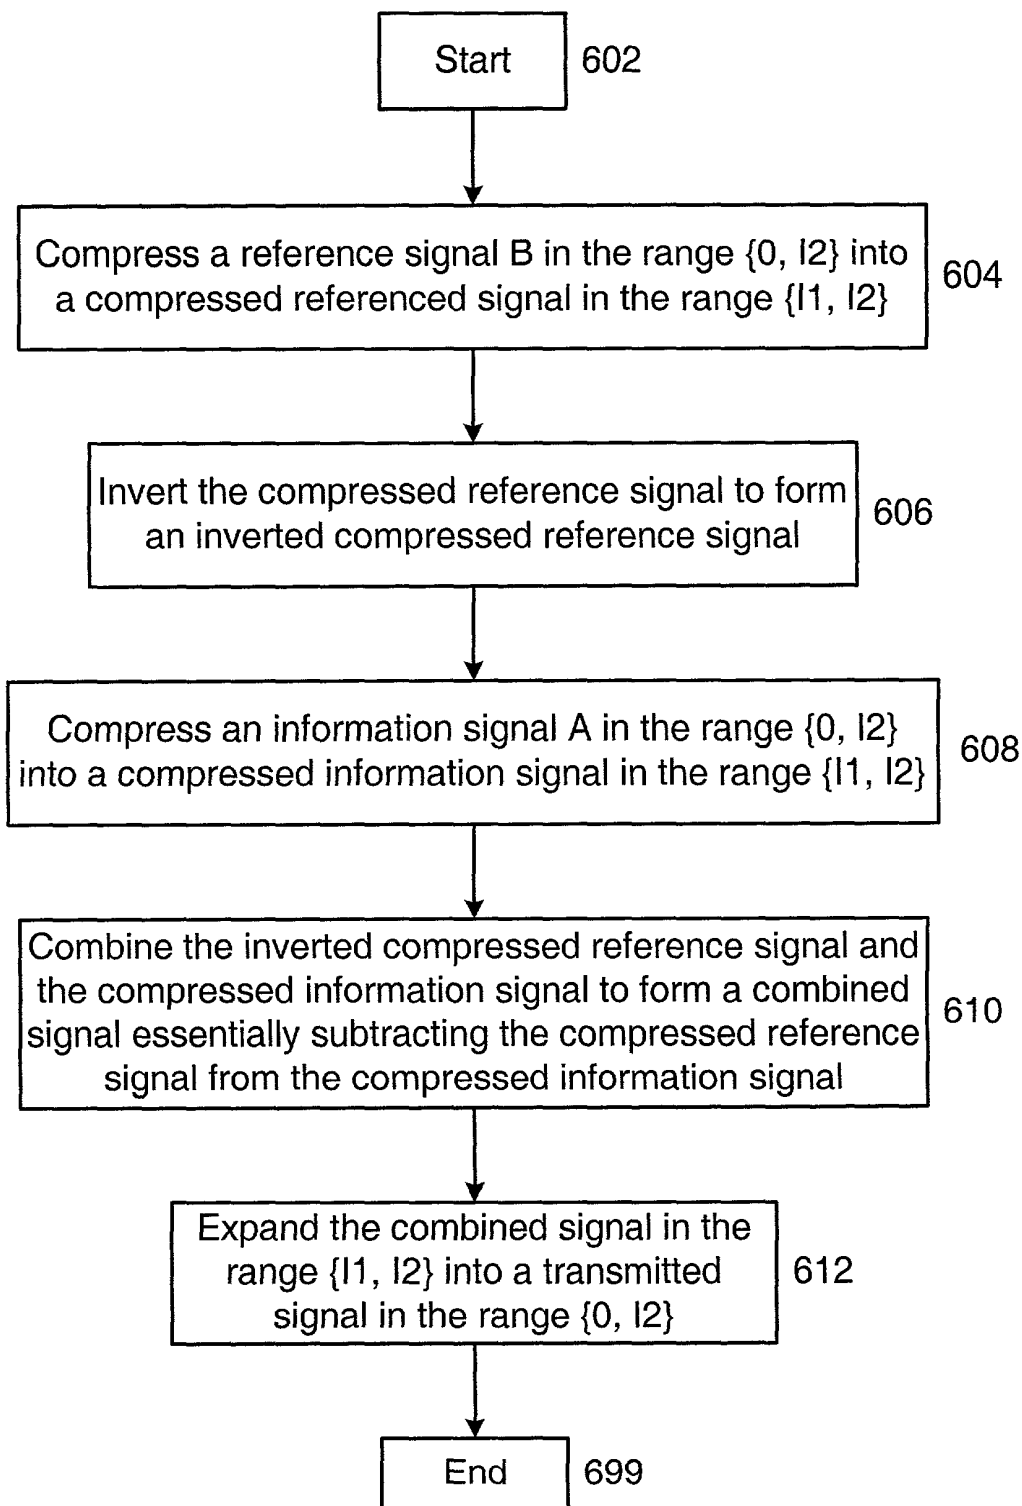 Start
602
Compress a reference signal B in the range {0, I2} into
a compressed referenced signal in the range {I1, I2}
604
Invert the compressed reference signal to form
an inverted compressed reference signal
606
Compress an information signal A in the range {0, I2}
into a compressed information signal in the range {I1, I2}
608
Combine the inverted compressed reference signal and
the compressed information signal to form a combined
signal essentially subtracting the compressed reference
signal from the compressed information signal
610
Expand the combined signal in the
range {I1, I2} into a transmitted
signal in the range {0, I2}
612
End
699